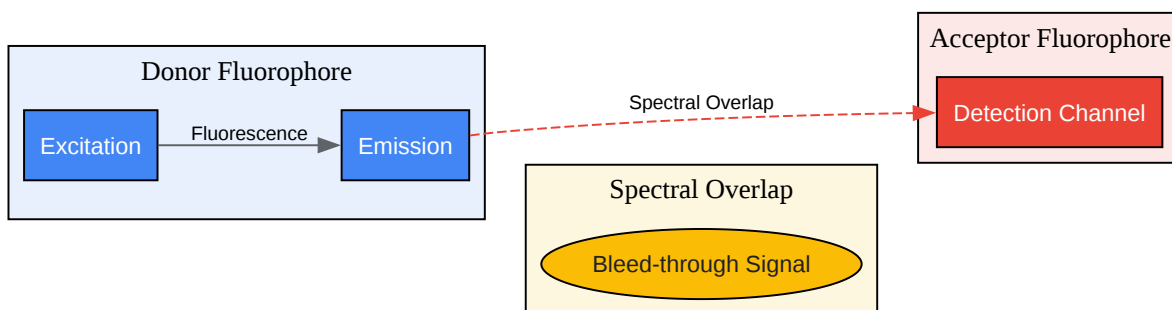 Donor Fluorophore
Excitation
Fluorescence
Emission
Spectral Overlap
Acceptor Fluorophore
Detection Channel
Spectral Overlap
Bleed-through Signal